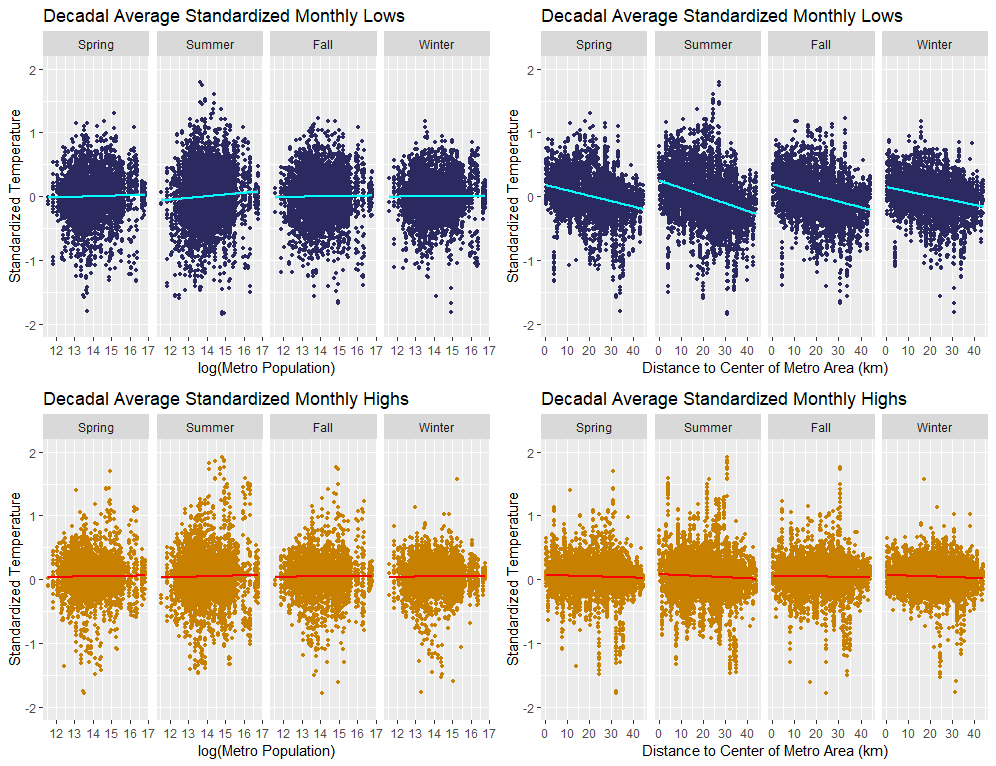 Decadal Average Standardized Monthly Lows
Spring Summer Fall Winter
Standardized Temperature
2
1
0
-1
-2
12 13 14 15 16 17 12 13 14 15 16 17 12 13 14 15 16 17 12 13 14 15 16 17
log(Metro Population)
Decadal Average Standardized Monthly Lows
Spring Summer Fall Winter
Standardized Temperature
2
1
0
-1
-2
0 10 20 30 40 0 10 20 30 40 0 10 20 30 40 0 10 20 30 40
Distance to Center of Metro Area (km)
Decadal Average Standardized Monthly Highs
Spring Summer Fall Winter
Standardized Temperature
2
1
0
-1
-2
12 13 14 15 16 17 12 13 14 15 16 17 12 13 14 15 16 17 12 13 14 15 16 17
log(Metro Population)
Decadal Average Standardized Monthly Highs
Spring Summer Fall Winter
Standardized Temperature
2
1
0
-1
-2
0 10 20 30 40 0 10 20 30 40 0 10 20 30 40 0 10 20 30 40
Distance to Center of Metro Area (km)